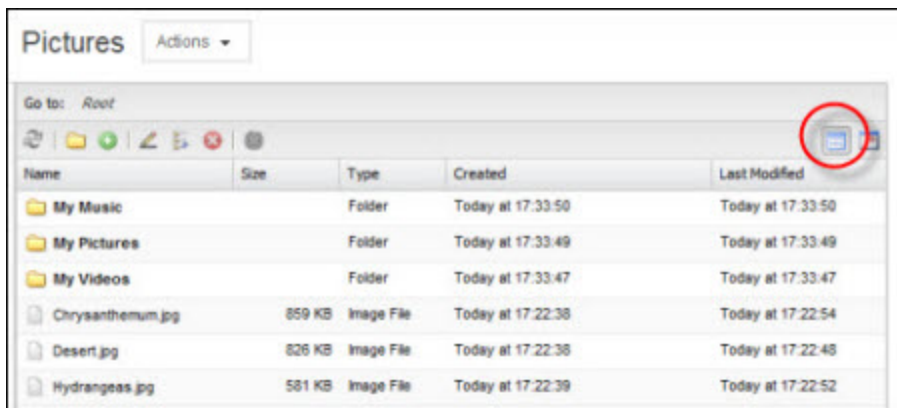 Pictures Actions
Go to: Root
Name Size Type Created Last Modified
My Music Folder Today at 17:33:50 Today at 17:33:50
My Pictures Folder Today at 17:33:49 Today at 17:33:49
My Videos Folder Today at 17:33:47 Today at 17:33:47
Chrysanthemum.jpg 859 KB Image File Today at 17:22:38 Today at 17:22:54
Desert.jpg 826 KB Image File Today at 17:22:38 Today at 17:22:48
Hydrangeas.jpg 581 KB Image File Today at 17:22:39 Today at 17:22:52